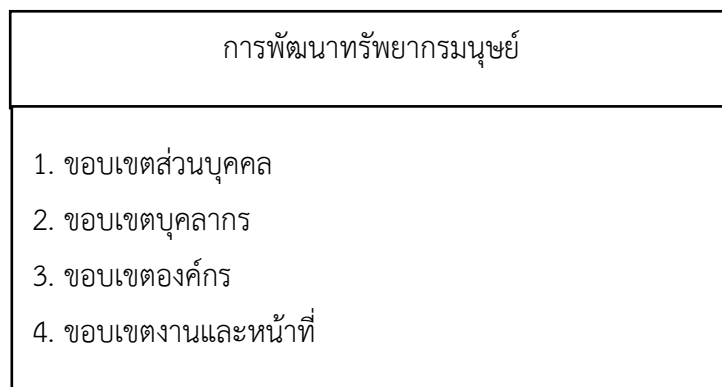 การพัฒนาทรัพยากรมนุษย์
1. ขอบเขตส่วนบุคคล
2. ขอบเขตบุคลากร
3. ขอบเขตองค์กร
4. ขอบเขตงานและหน้าที่